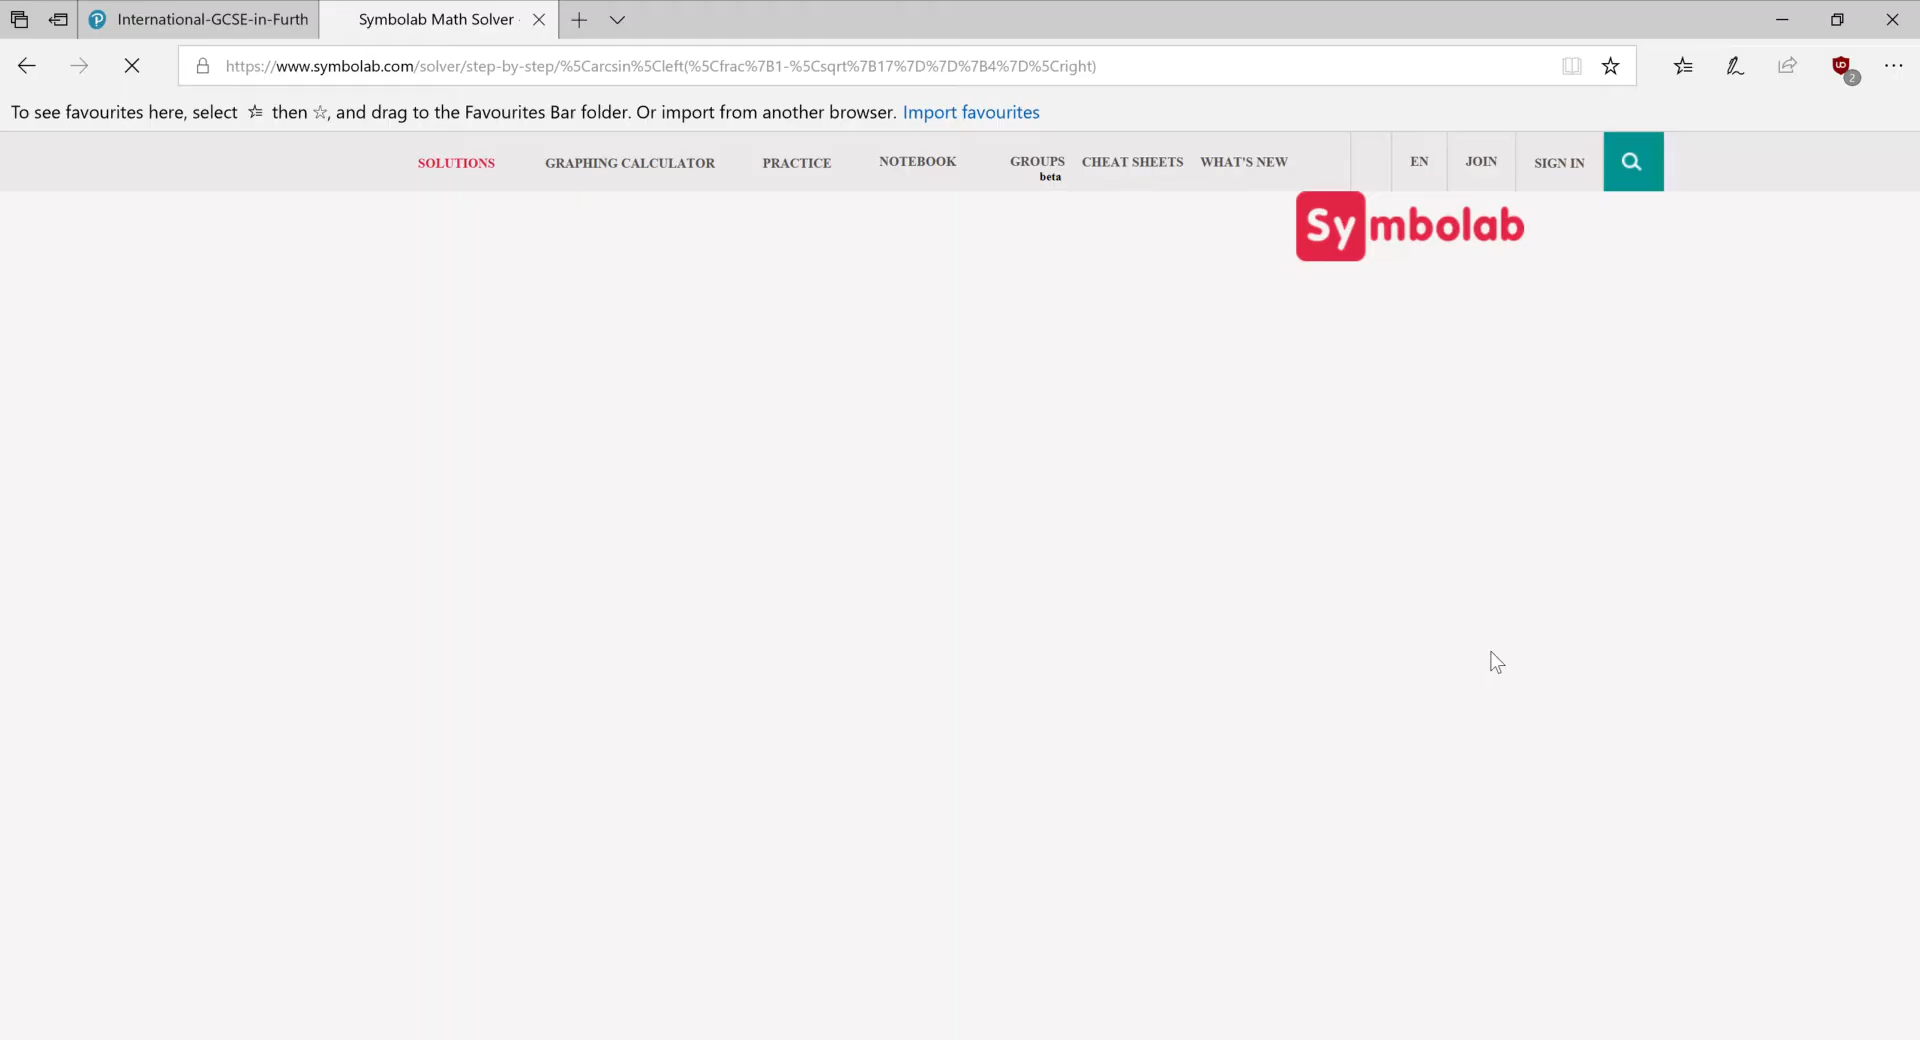 International-GCSE-in-Furth
Symbolab Math Solver
https://www.symbolab.com/solver/step-by-step/%5Carcsin%5Cleft(%5Cfrac%7B1-%5Csqrt%7B17%7D%7D%7B4%7D%5Cright)
2
To see favourites here, select then , and drag to the Favourites Bar folder. Or import from another browser. Import favourites
SOLUTIONS GRAPHING CALCULATOR PRACTICE NOTEBOOK GROUPS CHEAT SHEETS WHAT'S NEW EN JOIN SIGN IN
beta
Symbolab